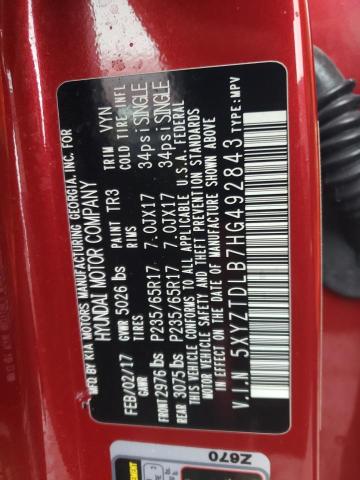 MFD. BY KIA MOTORS MANUFACTURING GEORGIA, INC. FOR
HYUNDAI MOTOR COMPANY
FEB/02/17 GVWR 5026 lbs PAINT TR3 TRIM VYN
GAWR TIRES RIMS COLD TIRE INFL
FRONT 2976 lbs P235/65R17 7.0JX17 34psi SINGLE
REAR 3075 lbs P235/65R17 7.0JX17 34psi SINGLE
THIS VEHICLE CONFORMS TO ALL APPLICABLE U.S.A. FEDERAL
MOTOR VEHICLE SAFETY, BUMPER, AND THEFT PREVENTION STANDARDS
IN EFFECT ON THE DATE OF MANUFACTURE SHOWN ABOVE.
V.I.N 5XYZTDLB7HG492843 TYPE:MPV
Z670